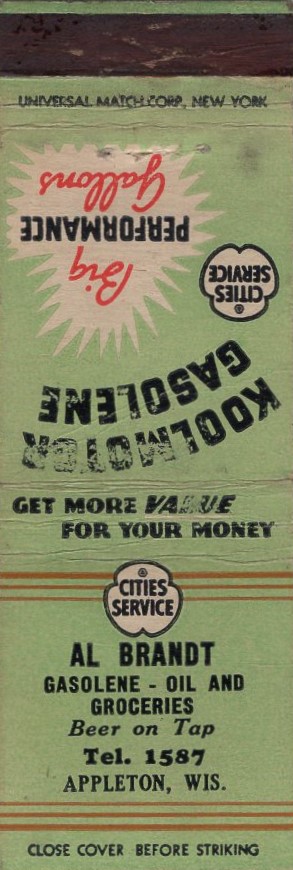 UNIVERSAL MATCH CORP., NEW YORK
Big
PERFORMANCE
Gallons
CITIES
SERVICE
KOOLMOTOR
GASOLENE
GET MORE VALUE
FOR YOUR MONEY
CITIES
SERVICE
AL BRANDT
GASOLENE - OIL AND
GROCERIES
Beer on Tap
Tel. 1587
APPLETON, WIS.
CLOSE COVER BEFORE STRIKING